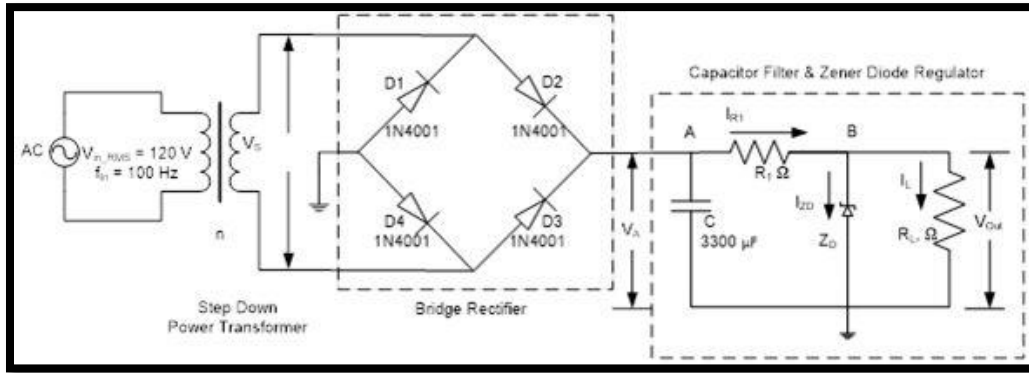 Capacitor Filter & Zener Diode Regulator
D1
D2
1N4001
1N4001
I_R1
A
B
AC
V_in_RMS = 120 V
f_in = 100 Hz
V_S
R₁ Ω
I_L
I_ZD
D4
1N4001
D3
1N4001
V_A
C
3300 µF
Z_D
R_L, Ω
V_Out
n
Bridge Rectifier
Step Down
Power Transformer